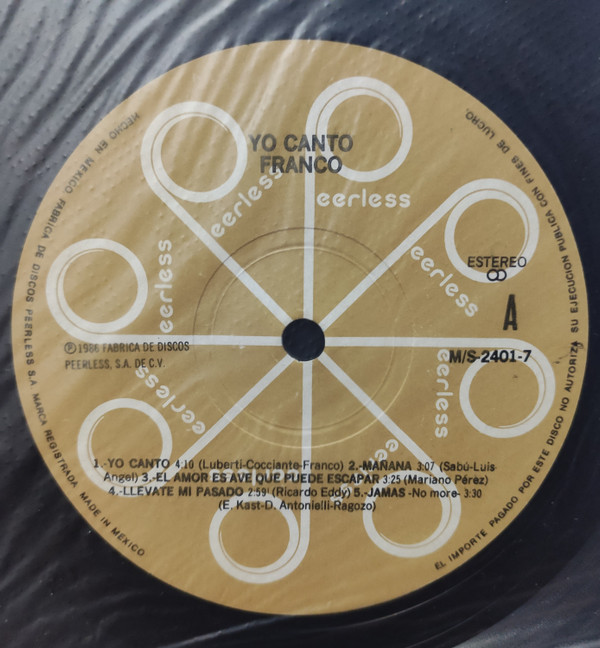 YO CANTO
FRANCO
ESTEREO
A
M/S-2401-7
℗1986 FABRICA DE DISCOS
PEERLESS, S.A. DE C.V.
1.-YO CANTO 4:10 (Luberti-Cocciante-Franco) 2.-MAÑANA 3:07 (Sabú-Luis
Angel) 3.-EL AMOR ES AVE QUE PUEDE ESCAPAR 3:25 (Mariano Pérez)
4.-LLEVATE MI PASADO 2:59 (Ricardo Eddy) 5.-JAMAS -No more- 3:30
(E. Kast-D. Antonielli-Ragozo)
HECHO EN MEXICO FABRICA DE DISCOS PEERLESS S.A. MARCA REGISTRADA MADE IN MEXICO
EL IMPORTE PAGADO POR ESTE DISCO NO AUTORIZA SU EJECUCION PUBLICA CON FINES DE LUCRO.
eerless
eerless
eerless
eerless
eerless
eerless
eerless